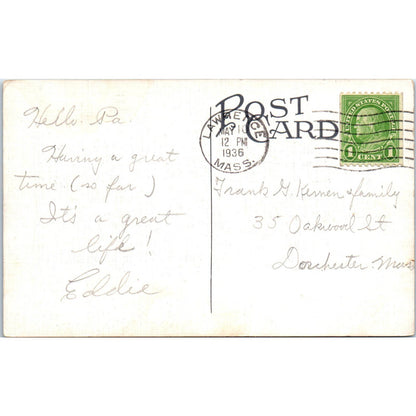 POST CARD
LAWRENCE
MAY
12 PM
1936
MASS.
UNITED STATES POSTAGE
1 CENT 1
Hello Pa.
Having a great
time (so far)
It's a great
life!
Eddie
Frank G. & family
35 Oakwood St
Dorchester Mass